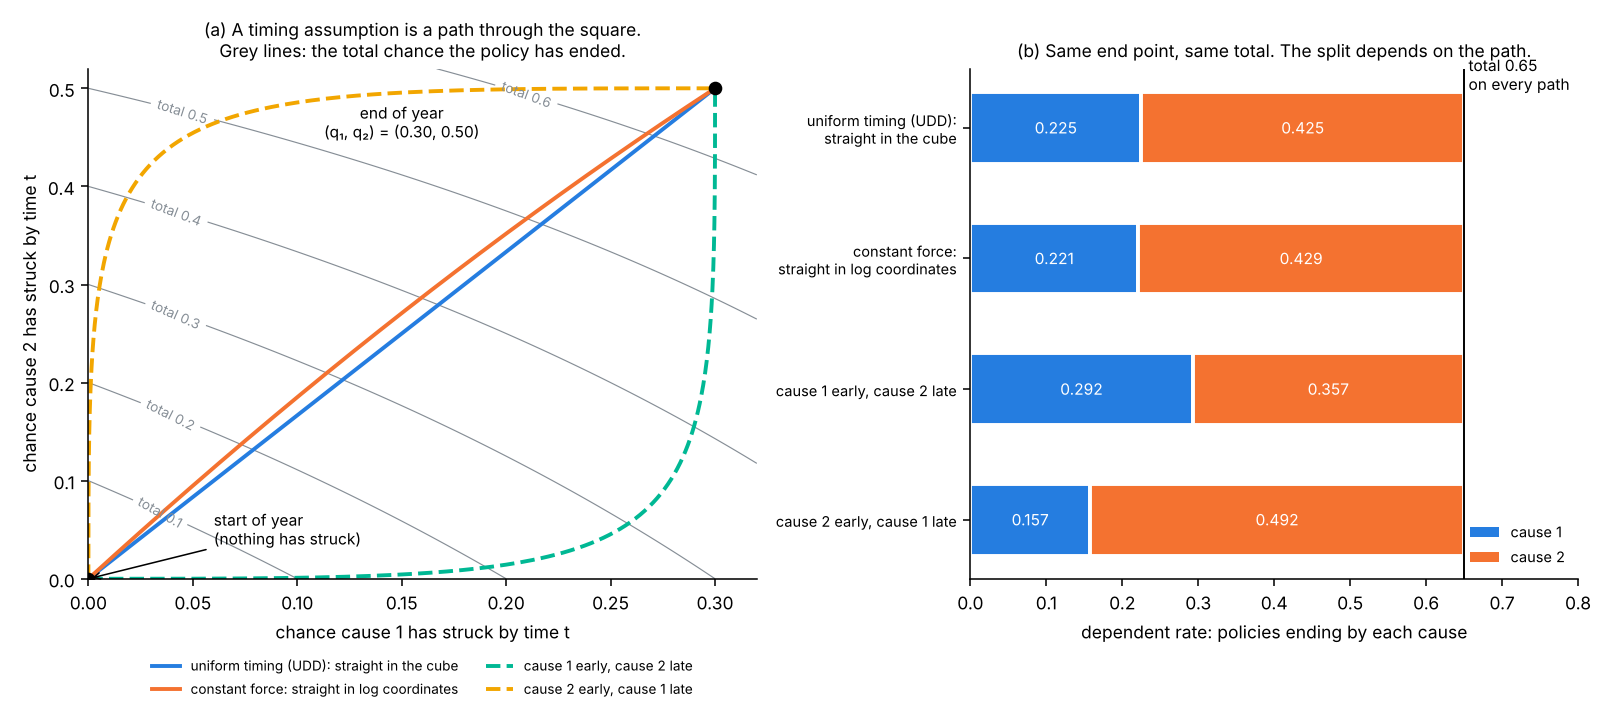 (a) A timing assumption is a path through the square.
Grey lines: the total chance the policy has ended.
chance cause 2 has struck by time t
0.5
0.4
0.3
0.2
0.1
0.0
total 0.5
total 0.6
total 0.4
total 0.3
total 0.2
total 0.1
end of year
(q₁, q₂) = (0.30, 0.50)
start of year
(nothing has struck)
0.00
0.05
0.10
0.15
0.20
0.25
0.30
chance cause 1 has struck by time t
uniform timing (UDD): straight in the cube
constant force: straight in log coordinates
cause 1 early, cause 2 late
cause 2 early, cause 1 late
(b) Same end point, same total. The split depends on the path.
total 0.65
on every path
uniform timing (UDD):
straight in the cube
0.225
0.425
constant force:
straight in log coordinates
0.221
0.429
cause 1 early, cause 2 late
0.292
0.357
cause 2 early, cause 1 late
0.157
0.492
cause 1
cause 2
0.0
0.1
0.2
0.3
0.4
0.5
0.6
0.7
0.8
dependent rate: policies ending by each cause